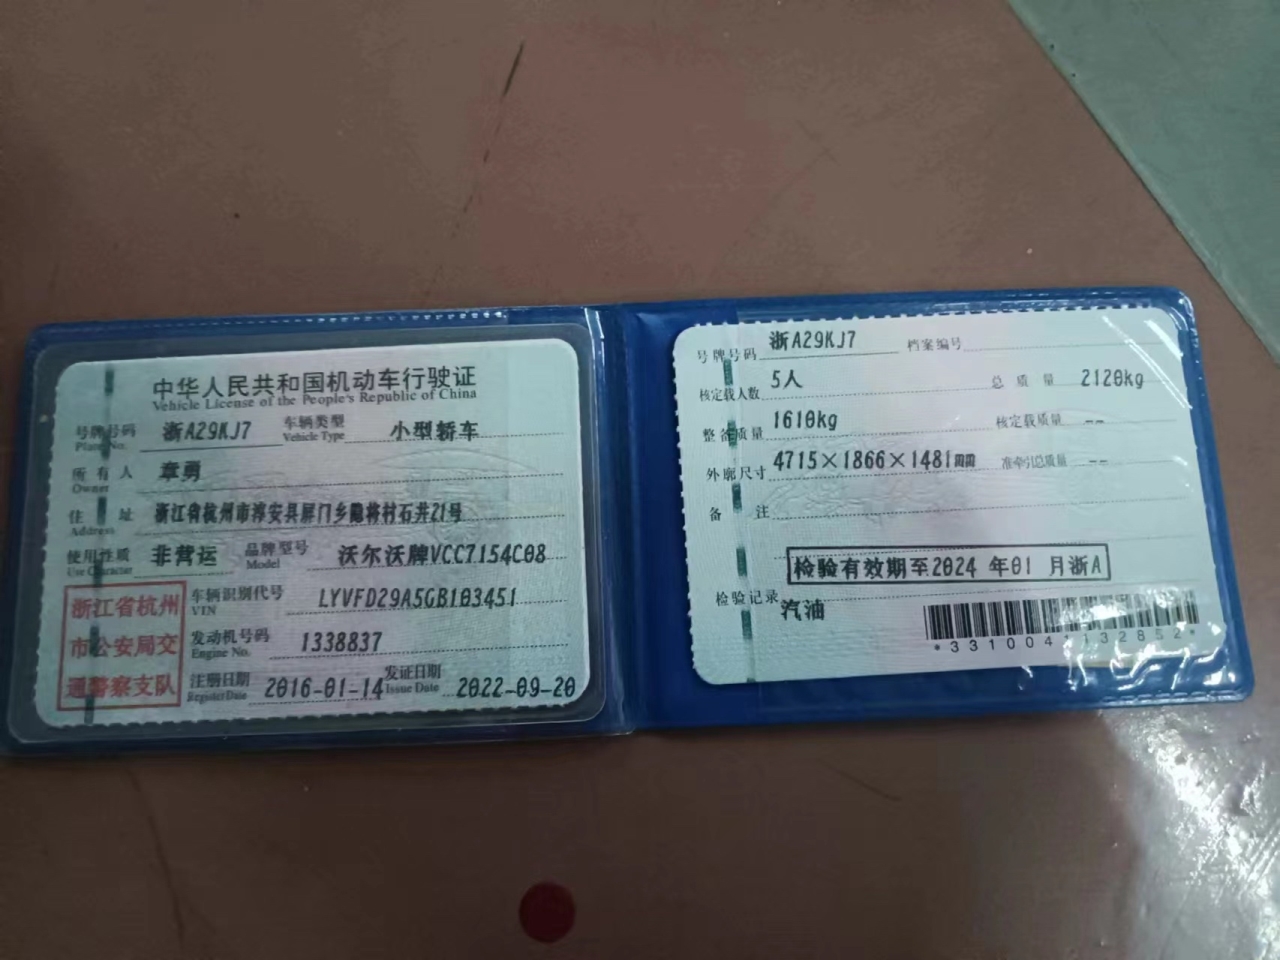 中华人民共和国机动车行驶证
Vehicle License of the People's Republic of China
号牌号码 浙A29KJ7 车辆类型 小型轿车
Plate No. Vehicle Type
所有人 章勇
Owner
住址 浙江省杭州市淳安县屏门乡隐将村石井21号
Address
使用性质 非营运 品牌型号 沃尔沃牌VCC7154C08
Use Character Model
浙江省杭州
市公安局交
通警察支队
车辆识别代号 LYVFD29A5GB103451
VIN
发动机号码 1338837
Engine No.
注册日期 2016-01-14 发证日期 2022-09-20
Register Date Issue Date
号牌号码 浙A29KJ7 档案编号
核定载人数 5人 总质量 2120kg
整备质量 1610kg 核定载质量 --
外廓尺寸 4715×1866×1481mm 准牵引总质量 --
备注
检验有效期至2024 年01 月浙A
检验记录
汽油
*3310041132852*